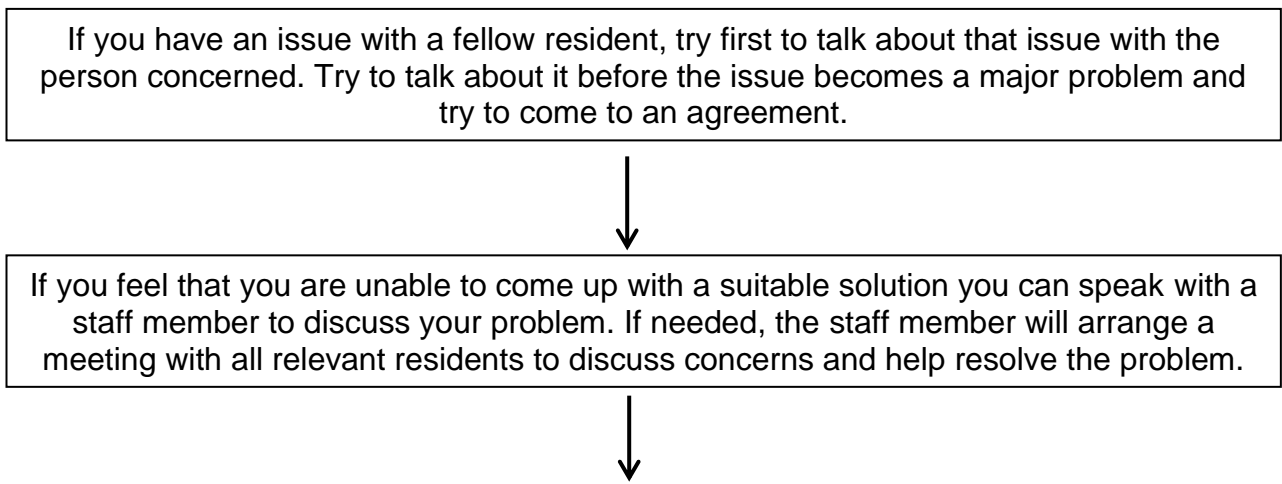 If you have an issue with a fellow resident, try first to talk about that issue with the
person concerned. Try to talk about it before the issue becomes a major problem and
try to come to an agreement.
If you feel that you are unable to come up with a suitable solution you can speak with a
staff member to discuss your problem. If needed, the staff member will arrange a
meeting with all relevant residents to discuss concerns and help resolve the problem.